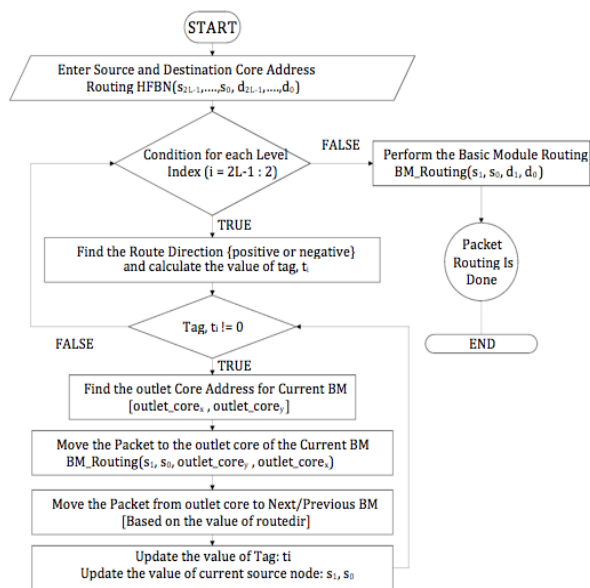 START
Enter Source and Destination Core Address
Routing HFBN(s2L-1,....,s0, d2L-1,....,d0)
Condition for each Level
Index (i = 2L-1 : 2)
FALSE
Perform the Basic Module Routing
BM_Routing(s1, s0, d1, d0)
TRUE
Find the Route Direction {positive or negative}
and calculate the value of tag, ti
Packet
Routing Is
Done
Tag, ti != 0
FALSE
END
TRUE
Find the outlet Core Address for Current BM
[outlet_corex , outlet_corey]
Move the Packet to the outlet core of the Current BM
BM_Routing(s1, s0, outlet_corey , outlet_corex)
Move the Packet from outlet core to Next/Previous BM
[Based on the value of routedir]
Update the value of Tag: ti
Update the value of current source node: s1, s0